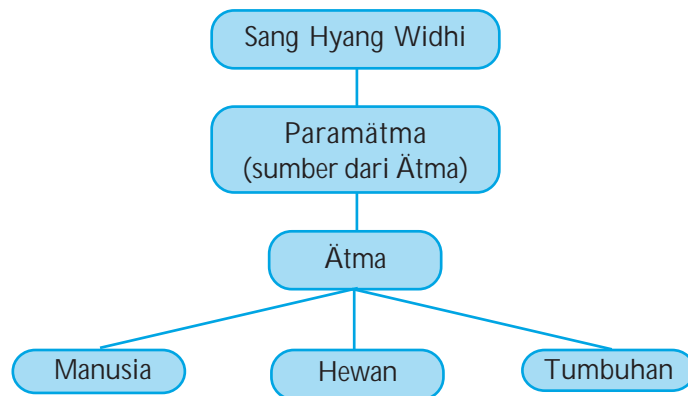 Sang Hyang Widhi
Paramätma
(sumber dari Ätma)
Ätma
Manusia
Hewan
Tumbuhan